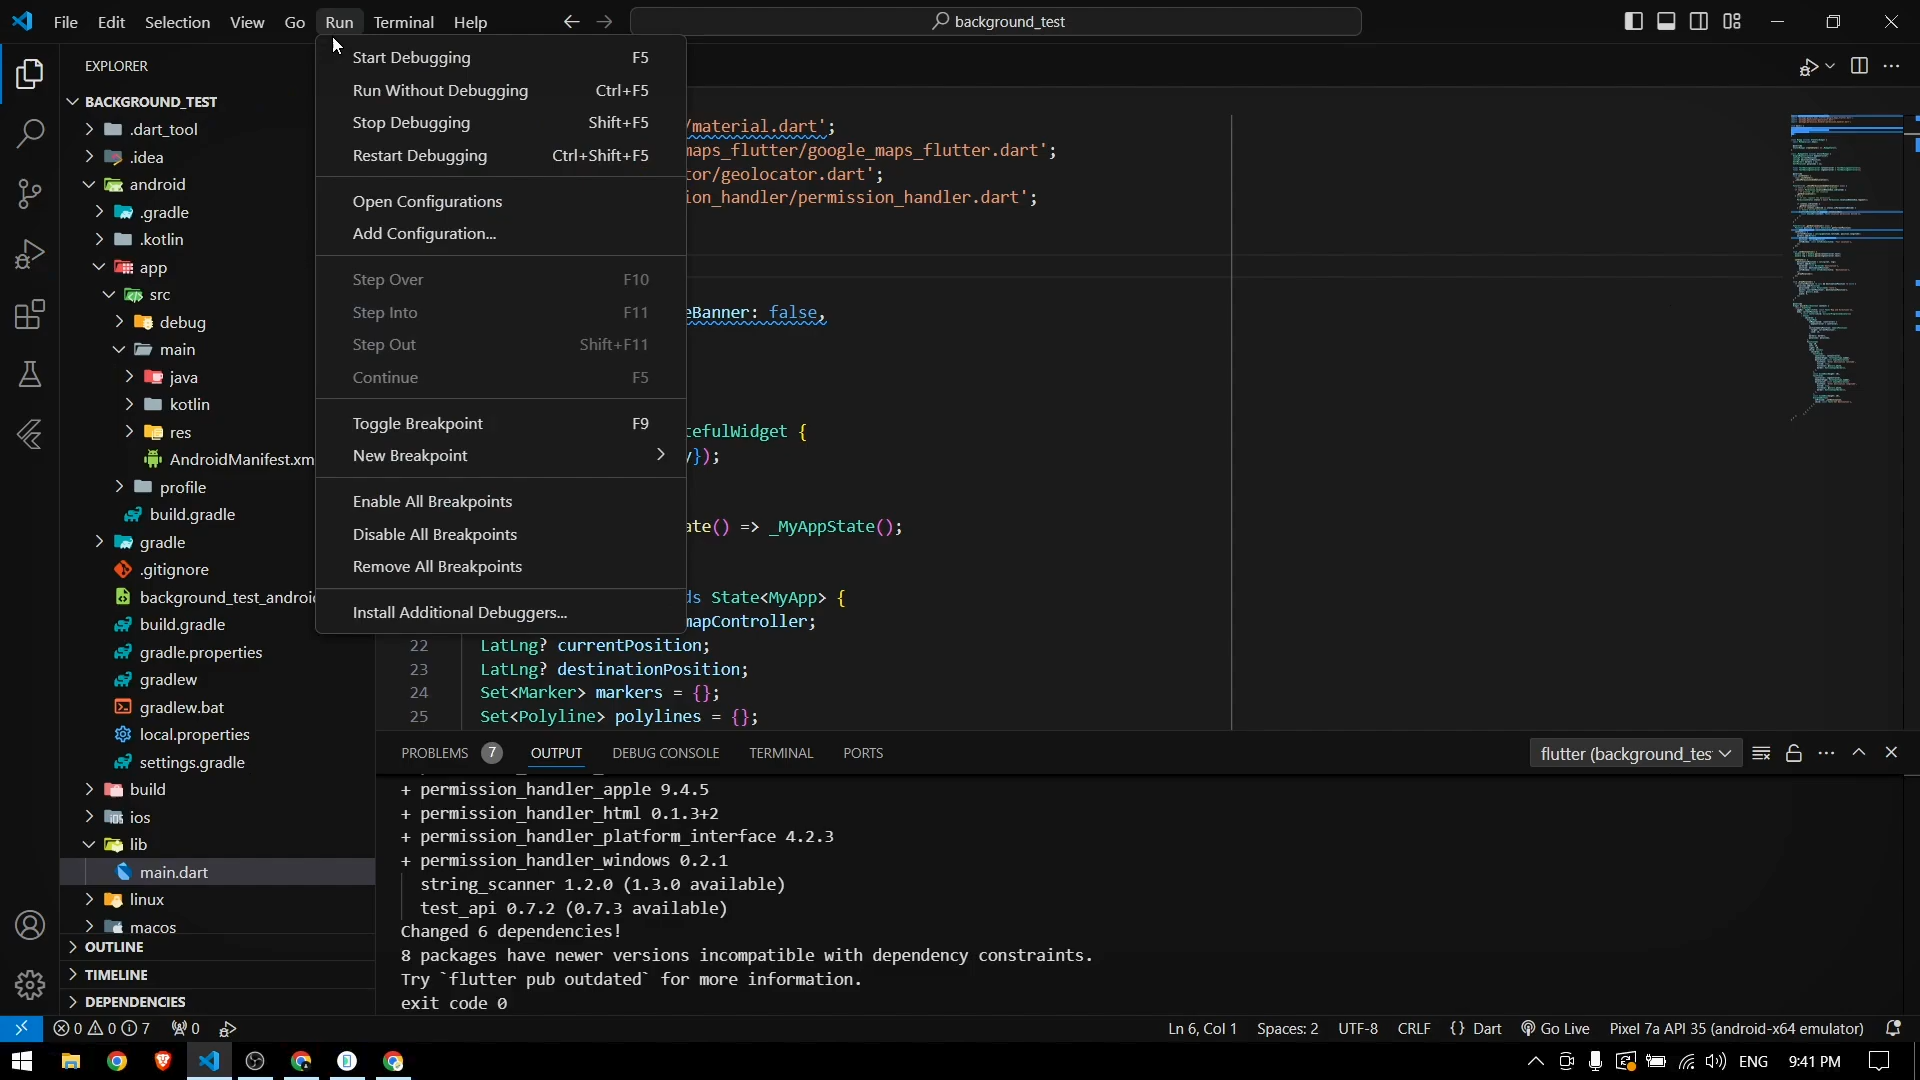 File Edit Selection View Go Run Terminal Help
background_test
EXPLORER
BACKGROUND_TEST
.dart_tool
.idea
android
.gradle
.kotlin
app
src
debug
main
java
kotlin
res
AndroidManifest.xm
profile
build.gradle
gradle
.gitignore
background_test_androi
build.gradle
gradle.properties
gradlew
gradlew.bat
local.properties
settings.gradle
build
ios
lib
main.dart
linux
macos
OUTLINE
TIMELINE
DEPENDENCIES
Start Debugging F5
Run Without Debugging Ctrl+F5
Stop Debugging Shift+F5
Restart Debugging Ctrl+Shift+F5
Open Configurations
Add Configuration...
Step Over F10
Step Into F11
Step Out Shift+F11
Continue F5
Toggle Breakpoint F9
New Breakpoint
Enable All Breakpoints
Disable All Breakpoints
Remove All Breakpoints
Install Additional Debuggers...
/material.dart';
maps_flutter/google_maps_flutter.dart';
tor/geolocator.dart';
ion_handler/permission_handler.dart';
eBanner: false,
tefulWidget {
y});
ate() => _MyAppState();
ds State<MyApp> {
mapController;
22 LatLng? currentPosition;
23 LatLng? destinationPosition;
24 Set<Marker> markers = {};
25 Set<Polyline> polylines = {};
PROBLEMS 7 OUTPUT DEBUG CONSOLE TERMINAL PORTS
flutter (background_tes
+ permission_handler_apple 9.4.5
+ permission_handler_html 0.1.3+2
+ permission_handler_platform_interface 4.2.3
+ permission_handler_windows 0.2.1
string_scanner 1.2.0 (1.3.0 available)
test_api 0.7.2 (0.7.3 available)
Changed 6 dependencies!
8 packages have newer versions incompatible with dependency constraints.
Try `flutter pub outdated` for more information.
exit code 0
0 0 7 0
Ln 6, Col 1 Spaces: 2 UTF-8 CRLF {} Dart Go Live Pixel 7a API 35 (android-x64 emulator)
ENG 9:41 PM